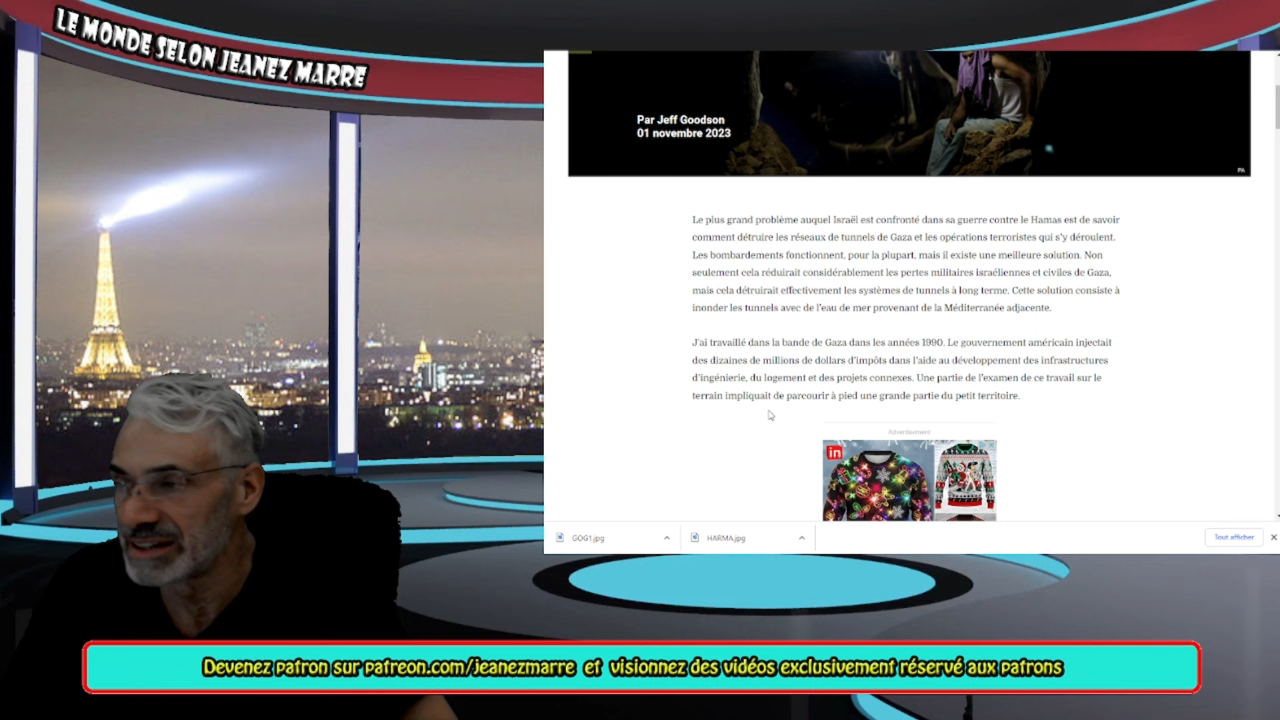 LE MONDE SELON JEANEZ MARRE
Par Jeff Goodson
01 novembre 2023
PA
Le plus grand problème auquel Israël est confronté dans sa guerre contre le Hamas est de savoir
comment détruire les réseaux de tunnels de Gaza et les opérations terroristes qui s'y déroulent.
Les bombardements fonctionnent, pour la plupart, mais il existe une meilleure solution. Non
seulement cela réduirait considérablement les pertes militaires israéliennes et civiles de Gaza,
mais cela détruirait effectivement les systèmes de tunnels à long terme. Cette solution consiste à
inonder les tunnels avec de l'eau de mer provenant de la Méditerranée adjacente.
J'ai travaillé dans la bande de Gaza dans les années 1990. Le gouvernement américain injectait
des dizaines de millions de dollars d'impôts dans l'aide au développement des infrastructures
d'ingénierie, du logement et des projets connexes. Une partie de l'examen de ce travail sur le
terrain impliquait de parcourir à pied une grande partie du petit territoire.
Advertisement
in
GOG1.jpg
HARMA.jpg
Tout afficher
Devenez patron sur patreon.com/jeanezmarre et visionnez des vidéos exclusivement réservé aux patrons